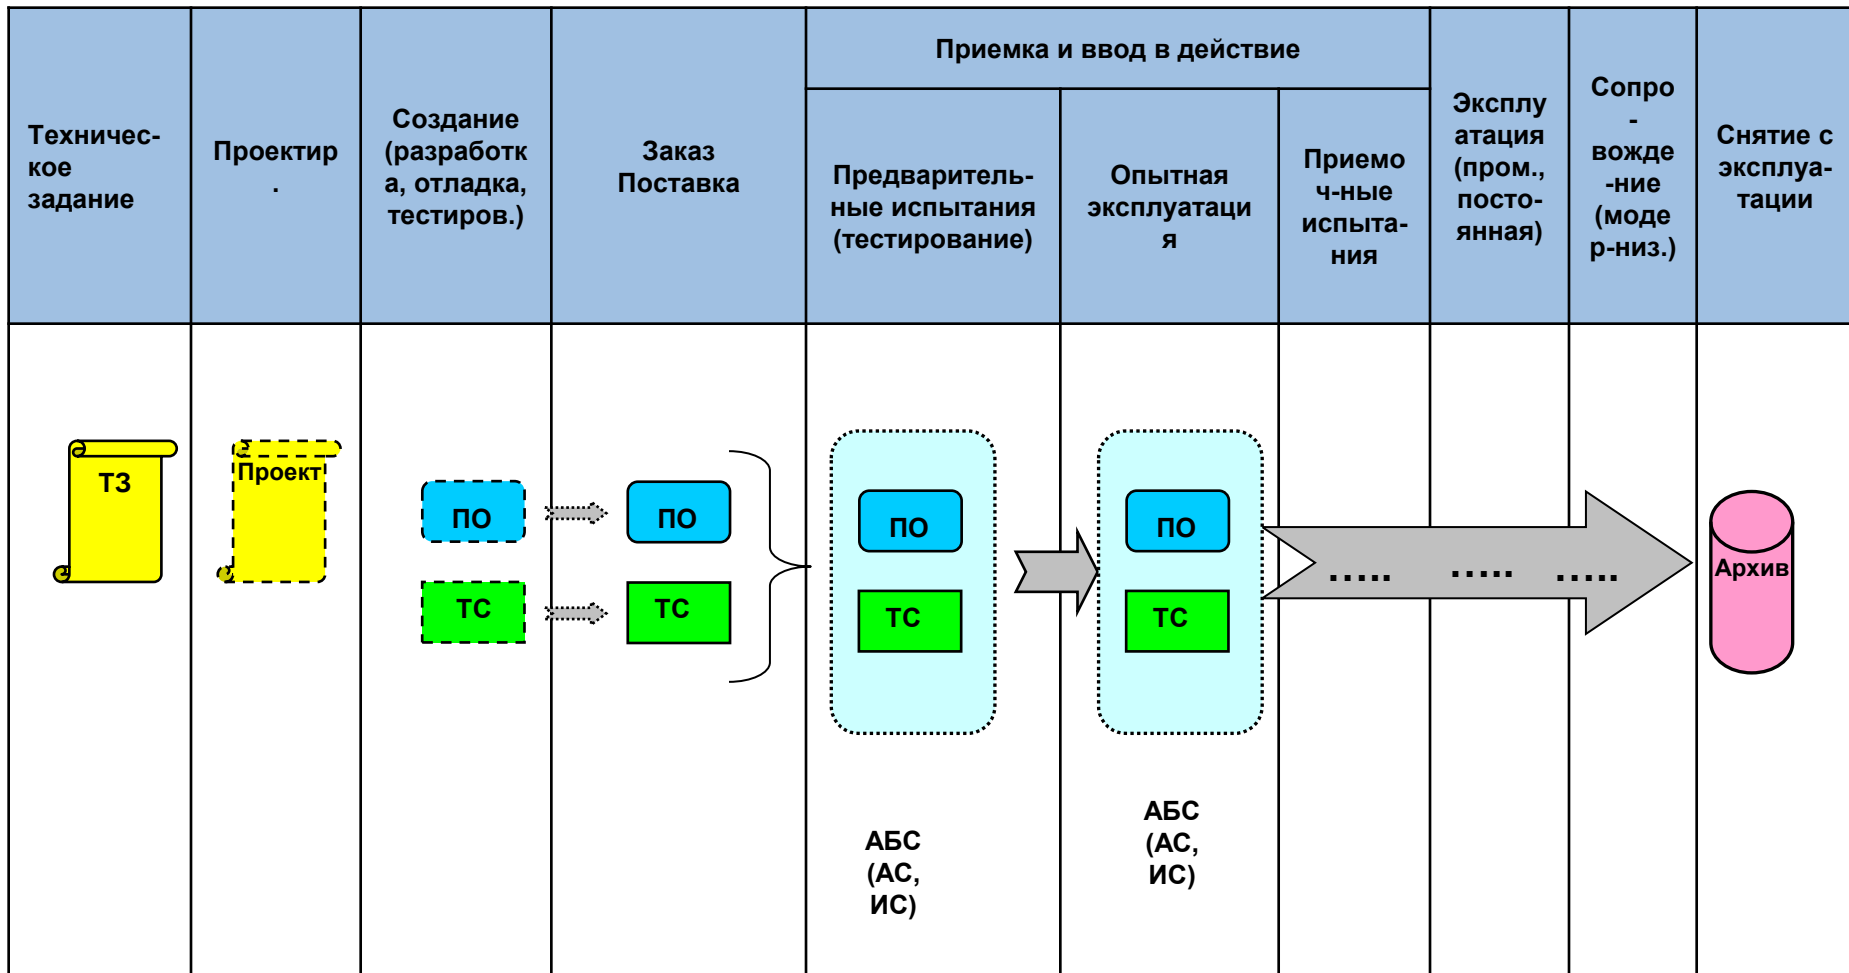 Техничес-
кое
задание
Проектир
.
Создание
(разработк
а, отладка,
тестиров.)
Заказ
Поставка
Приемка и ввод в действие
Предваритель-
ные испытания
(тестирование)
Опытная
эксплуатаци
я
Приемо
ч-ные
испыта-
ния
Эксплу
атация
(пром.,
посто-
янная)
Сопро
-
вожде
-ние
(моде
р-низ.)
Снятие с
эксплуа-
тации
ТЗ
Проект
ПО
ТС
ПО
ТС
ПО
ТС
АБС
(АС,
ИС)
ПО
ТС
АБС
(АС,
ИС)
.....
.....
.....
Архив